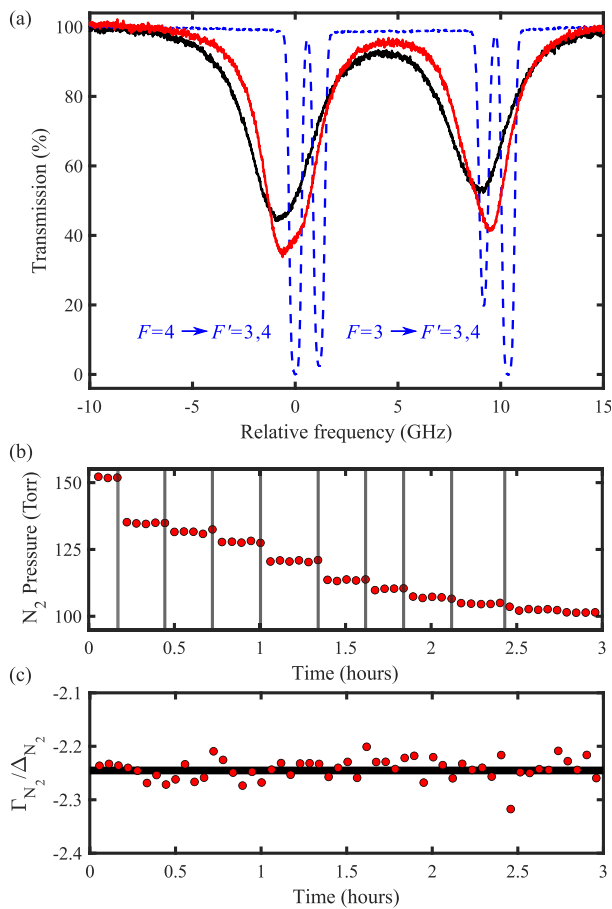 (a)
100
80
60
40
20
0
Transmission (%)
F=4 → F'=3,4 F=3 → F'=3,4
-10 -5 0 5 10 15
Relative frequency (GHz)
(b)
150
125
100
N₂ Pressure (Torr)
0 0.5 1 1.5 2 2.5 3
Time (hours)
(c)
-2.1
-2.2
-2.3
-2.4
Γ_N₂/Δ_N₂
0 0.5 1 1.5 2 2.5 3
Time (hours)